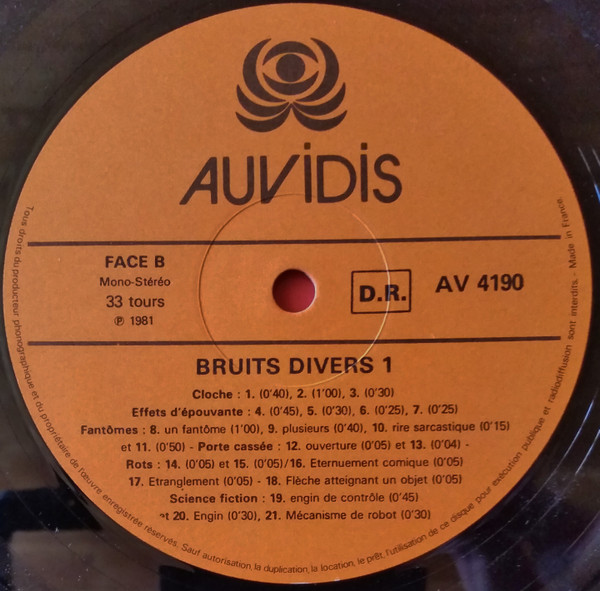 AUViDiS
FACE B
Mono-Stéréo
33 tours
℗ 1981
D.R.
AV 4190
BRUITS DIVERS 1
Cloche : 1. (0'40), 2. (1'00), 3. (0'30)
Effets d'épouvante : 4. (0'45), 5. (0'30), 6. (0'25), 7. (0'25)
Fantômes : 8. un fantôme (1'00), 9. plusieurs (0'40), 10. rire sarcastique (0'15)
et 11. (0'50) - Porte cassée : 12. ouverture (0'05) et 13. (0'04) -
Rots : 14. (0'05) et 15. (0'05)/16. Eternuement comique (0'05)
17. Etranglement (0'05) - 18. Flèche atteignant un objet (0'05)
Science fiction : 19. engin de contrôle (0'45)
et 20. Engin (0'30), 21. Mécanisme de robot (0'30)
Tous droits du producteur phonographique et du propriétaire de l'œuvre enregistrée réservés. Sauf autorisation, la duplication, la location, le prêt, l'utilisation de ce disque pour exécution publique et radiodiffusion sont interdits. - Made in France.